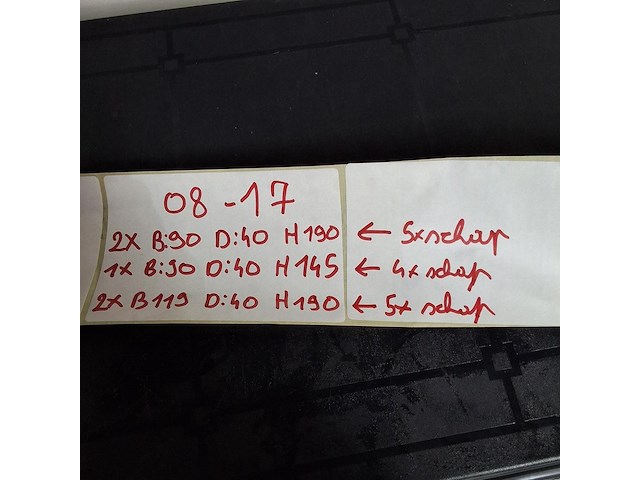 08-17
2x B:90 D:40 H190 ← 5x schap
1x B:90 D:40 H145 ← 4x schap
2x B119 D:40 H190 ← 5x schap